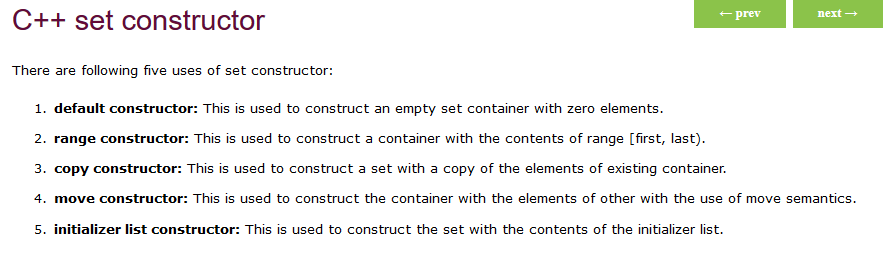 C++ set constructor
← prev
next →
There are following five uses of set constructor:
1. default constructor: This is used to construct an empty set container with zero elements.
2. range constructor: This is used to construct a container with the contents of range [first, last).
3. copy constructor: This is used to construct a set with a copy of the elements of existing container.
4. move constructor: This is used to construct the container with the elements of other with the use of move semantics.
5. initializer list constructor: This is used to construct the set with the contents of the initializer list.